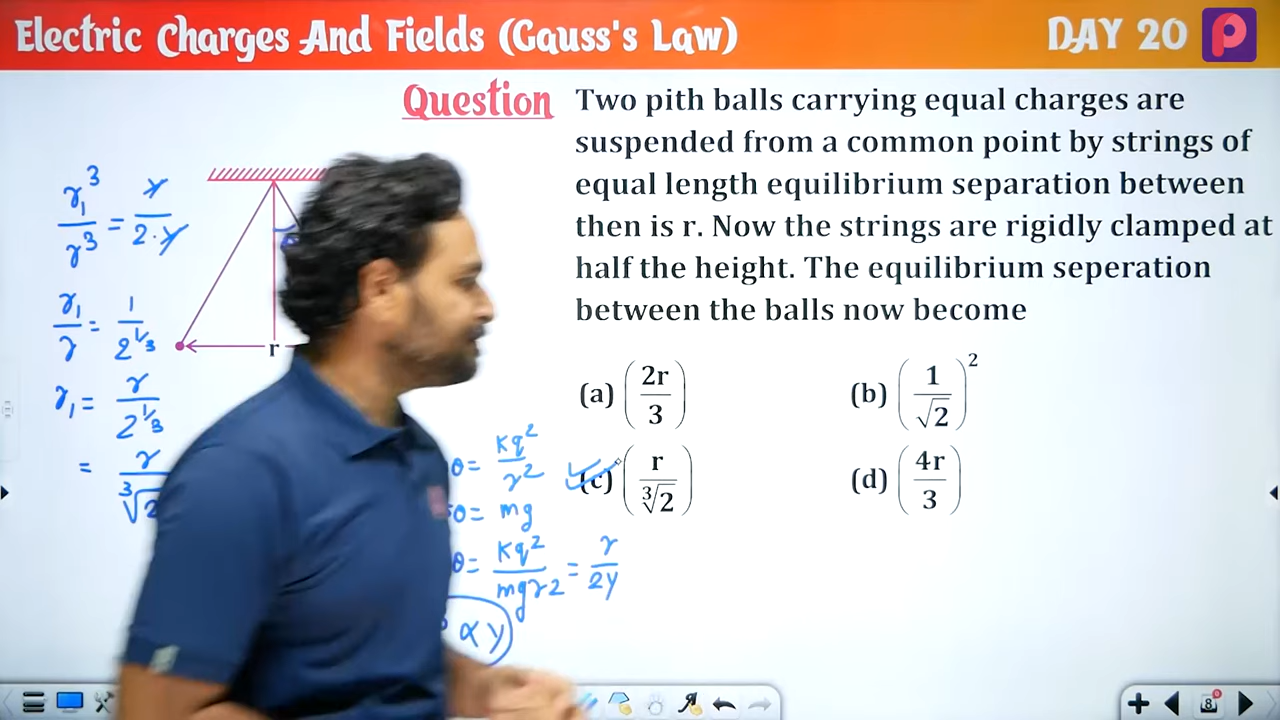 Electric Charges And Fields (Gauss's Law)
DAY 20
Question
Two pith balls carrying equal charges are
suspended from a common point by strings of
equal length equilibrium separation between
then is r. Now the strings are rigidly clamped at
half the height. The equilibrium seperation
between the balls now become
(a) (2r/3)
(b) (1/√2)²
(c) (r/∛2)
(d) (4r/3)
r₁³/r³ = y/2·y
r₁/r = 1/2^1/3
r₁ = r/2^1/3
= r/∛2
r
θ = Kq²/r²
θ = mg
θ = Kq²/mgr2 = r/2y
∝ y
8